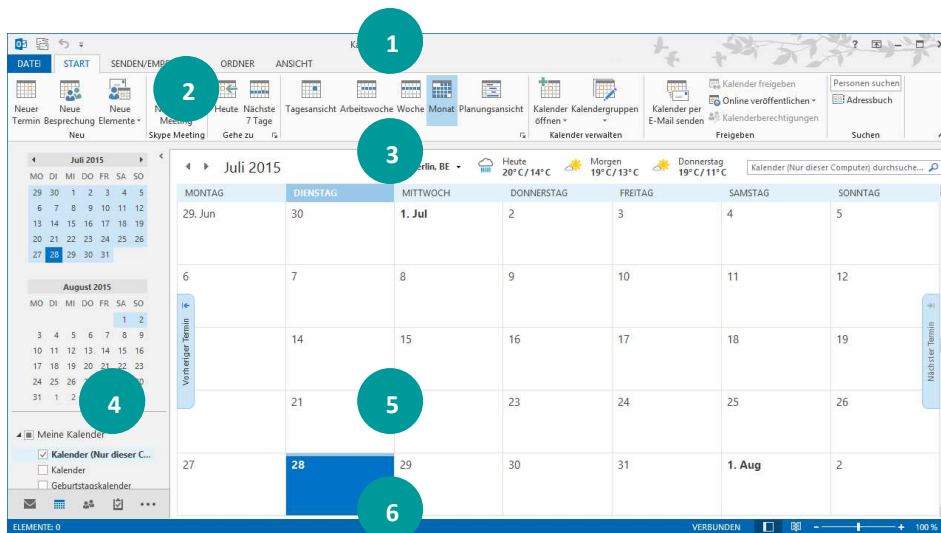 1
?
DATEI START SENDEN/EMP ORDNER ANSICHT
2
Neuer Termin
Neue Besprechung
Neue Elemente
Neu
Meeting
Skype Meeting
Heute
Nächste 7 Tage
Gehe zu
Tagesansicht Arbeitswoche Woche Monat Planungsansicht
3
Kalender öffnen
Kalendergruppen
Kalender verwalten
Kalender per E-Mail senden
Kalender freigeben
Online veröffentlichen
Kalenderberechtigungen
Freigeben
Personen suchen
Adressbuch
Suchen
Juli 2015
MO DI MI DO FR SA SO
29 30 1 2 3 4 5
6 7 8 9 10 11 12
13 14 15 16 17 18 19
20 21 22 23 24 25 26
27 28 29 30 31
August 2015
MO DI MI DO FR SA SO
1 2
3 4 5 6 7 8 9
10 11 12 13 14 15 16
17 18 19 20 21 22 23
24 25 26
31 1 2
4
Meine Kalender
Kalender (Nur dieser C...
Kalender
Geburtstagskalender
...
Juli 2015
erlin, BE
Heute
20°C/14°C
Morgen
19°C/13°C
Donnerstag
19°C/11°C
Kalender (Nur dieser Computer) durchsuche...
MONTAG DIENSTAG MITTWOCH DONNERSTAG FREITAG SAMSTAG SONNTAG
29. Jun 30 1. Jul 2 3 4 5
6 7 8 9 10 11 12
14 15 16 17 18 19
Vorheriger Termin
Nächster Termin
21 23 24 25 26
5
27 28 29 30 31 1. Aug 2
6
ELEMENTE: 0
VERBUNDEN
100 %